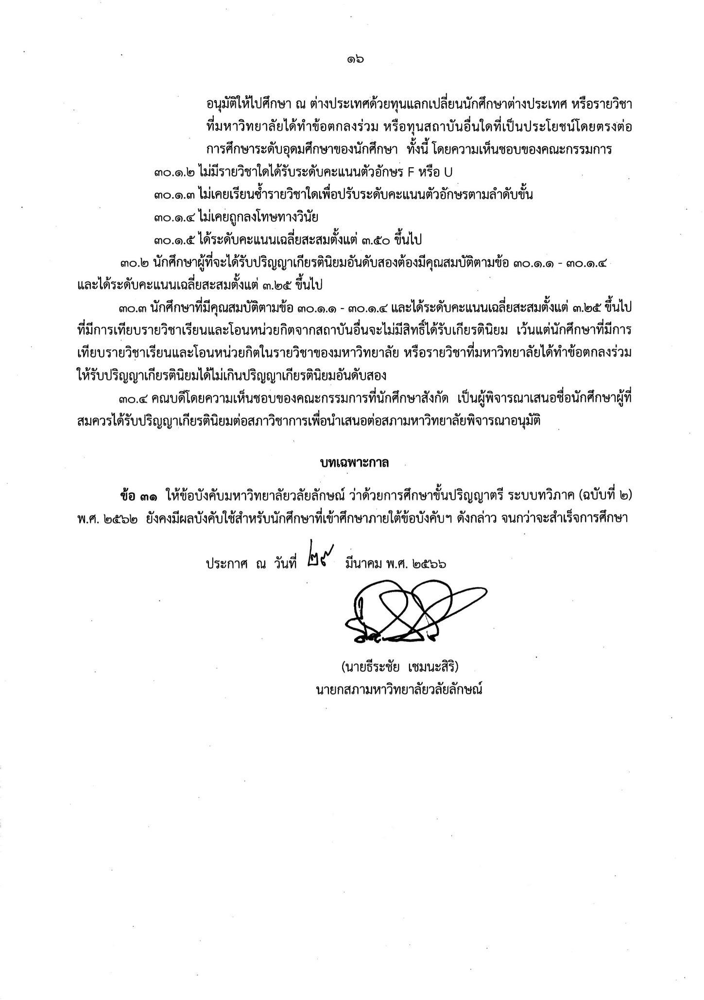 ๑๖
อนุมัติให้ไปศึกษา ณ ต่างประเทศด้วยทุนแลกเปลี่ยนนักศึกษาต่างประเทศ หรือรายวิชา
ที่มหาวิทยาลัยได้ทำข้อตกลงร่วม หรือทุนสถาบันอื่นใดที่เป็นประโยชน์โดยตรงต่อ
การศึกษาระดับอุดมศึกษาของนักศึกษา ทั้งนี้ โดยความเห็นชอบของคณะกรรมการ
๓๐.๑.๒ ไม่มีรายวิชาใดได้รับระดับคะแนนตัวอักษร F หรือ U
๓๐.๑.๓ ไม่เคยเรียนซ้ำรายวิชาใดเพื่อปรับระดับคะแนนตัวอักษรตามลำดับขั้น
๓๐.๑.๔ ไม่เคยถูกลงโทษทางวินัย
๓๐.๑.๕ ได้ระดับคะแนนเฉลี่ยสะสมตั้งแต่ ๓.๕๐ ขึ้นไป
๓๐.๒ นักศึกษาผู้ที่จะได้รับปริญญาเกียรตินิยมอันดับสองต้องมีคุณสมบัติตามข้อ ๓๐.๑.๑ - ๓๐.๑.๔
และได้ระดับคะแนนเฉลี่ยสะสมตั้งแต่ ๓.๒๕ ขึ้นไป
๓๐.๓ นักศึกษาที่มีคุณสมบัติตามข้อ ๓๐.๑.๑ - ๓๐.๑.๔ และได้ระดับคะแนนเฉลี่ยสะสมตั้งแต่ ๓.๒๕ ขึ้นไป
ที่มีการเทียบรายวิชาเรียนและโอนหน่วยกิตจากสถาบันอื่นจะไม่มีสิทธิ์ได้รับเกียรตินิยม เว้นแต่นักศึกษาที่มีการ
เทียบรายวิชาเรียนและโอนหน่วยกิตในรายวิชาของมหาวิทยาลัย หรือรายวิชาที่มหาวิทยาลัยได้ทำข้อตกลงร่วม
ให้รับปริญญาเกียรตินิยมได้ไม่เกินปริญญาเกียรตินิยมอันดับสอง
๓๐.๔ คณบดีโดยความเห็นชอบของคณะกรรมการที่นักศึกษาสังกัด เป็นผู้พิจารณาเสนอชื่อนักศึกษาผู้ที่
สมควรได้รับปริญญาเกียรตินิยมต่อสภาวิชาการเพื่อนำเสนอต่อสภามหาวิทยาลัยพิจารณาอนุมัติ
บทเฉพาะกาล
ข้อ ๓๑ ให้ข้อบังคับมหาวิทยาลัยวลัยลักษณ์ ว่าด้วยการศึกษาขั้นปริญญาตรี ระบบทวิภาค (ฉบับที่ ๒)
พ.ศ. ๒๕๖๒ ยังคงมีผลบังคับใช้สำหรับนักศึกษาที่เข้าศึกษาภายใต้ข้อบังคับฯ ดังกล่าว จนกว่าจะสำเร็จการศึกษา
ประกาศ ณ วันที่ ๒๙ มีนาคม พ.ศ. ๒๕๖๖
(นายธีระชัย เชมนะสิริ)
นายกสภามหาวิทยาลัยวลัยลักษณ์